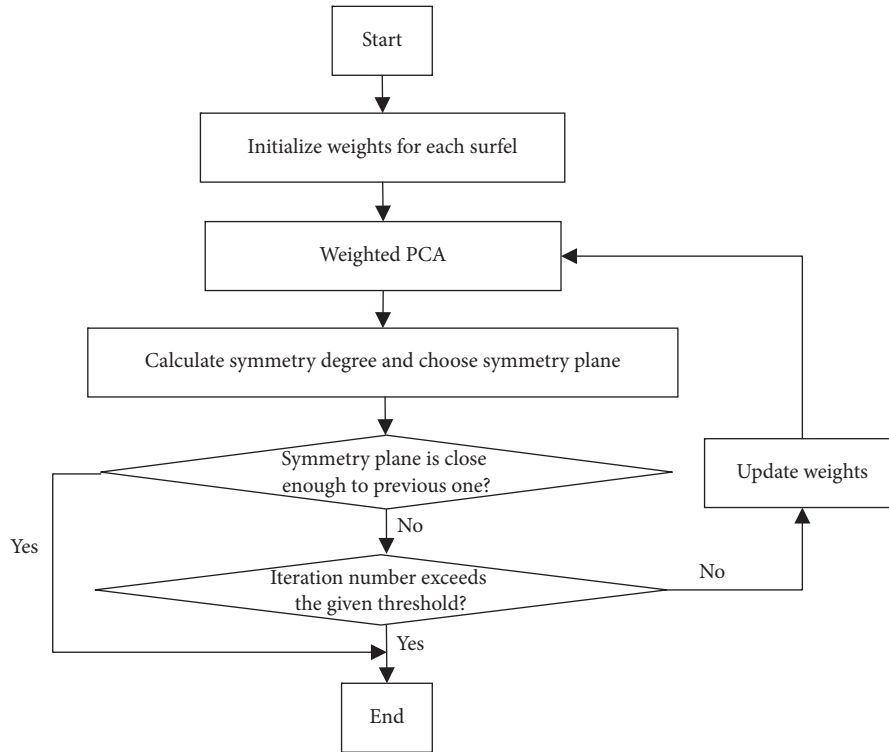 Start
Initialize weights for each surfel
Weighted PCA
Calculate symmetry degree and choose symmetry plane
Symmetry plane is close
enough to previous one?
Update weights
No
Yes
Iteration number exceeds
the given threshold?
No
Yes
End